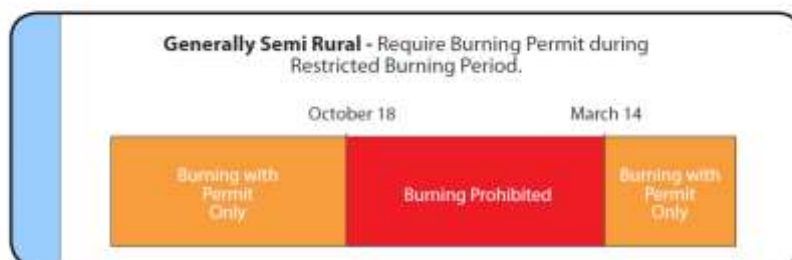 Generally Semi Rural - Require Burning Permit during
Restricted Burning Period.
October 18
March 14
Burning with
Permit
Only
Burning Prohibited
Burning with
Permit
Only